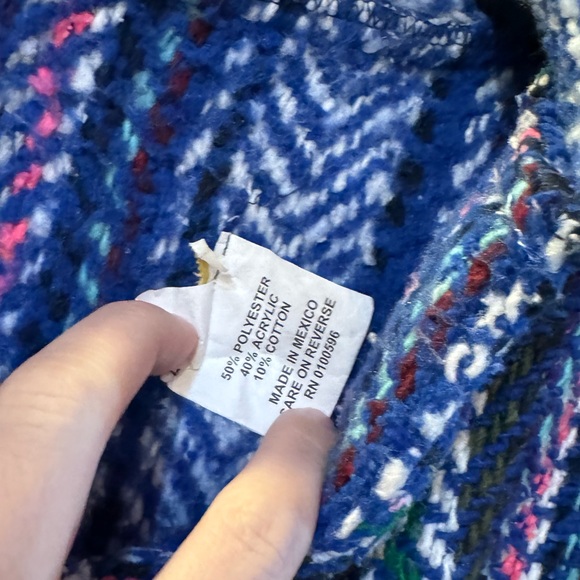 50% POLYESTER
40% ACRYLIC
10% COTTON
MADE IN MEXICO
CARE ON REVERSE
RN 0100596